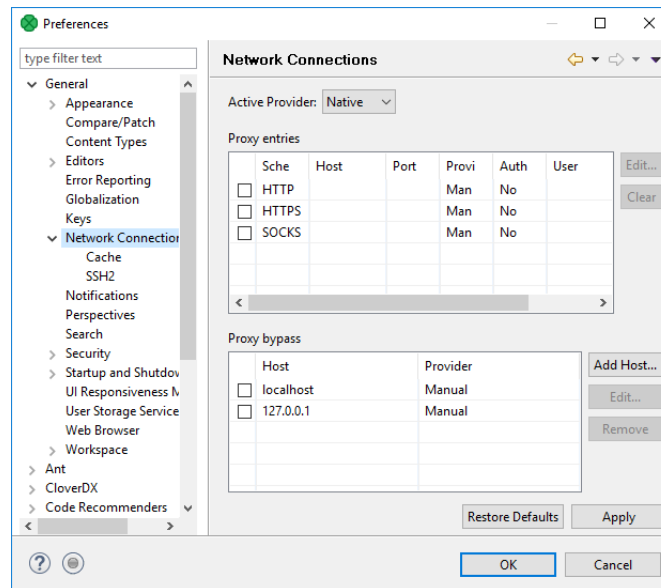 Preferences
type filter text
General
Appearance
Compare/Patch
Content Types
Editors
Error Reporting
Globalization
Keys
Network Connection
Cache
SSH2
Notifications
Perspectives
Search
Security
Startup and Shutdov
UI Responsiveness M
User Storage Service
Web Browser
Workspace
Ant
CloverDX
Code Recommenders
Network Connections
Active Provider: Native
Proxy entries
Sche Host Port Provi Auth User
HTTP Man No
HTTPS Man No
SOCKS Man No
Edit...
Clear
Proxy bypass
Host Provider
localhost Manual
127.0.0.1 Manual
Add Host...
Edit...
Remove
Restore Defaults Apply
? OK Cancel